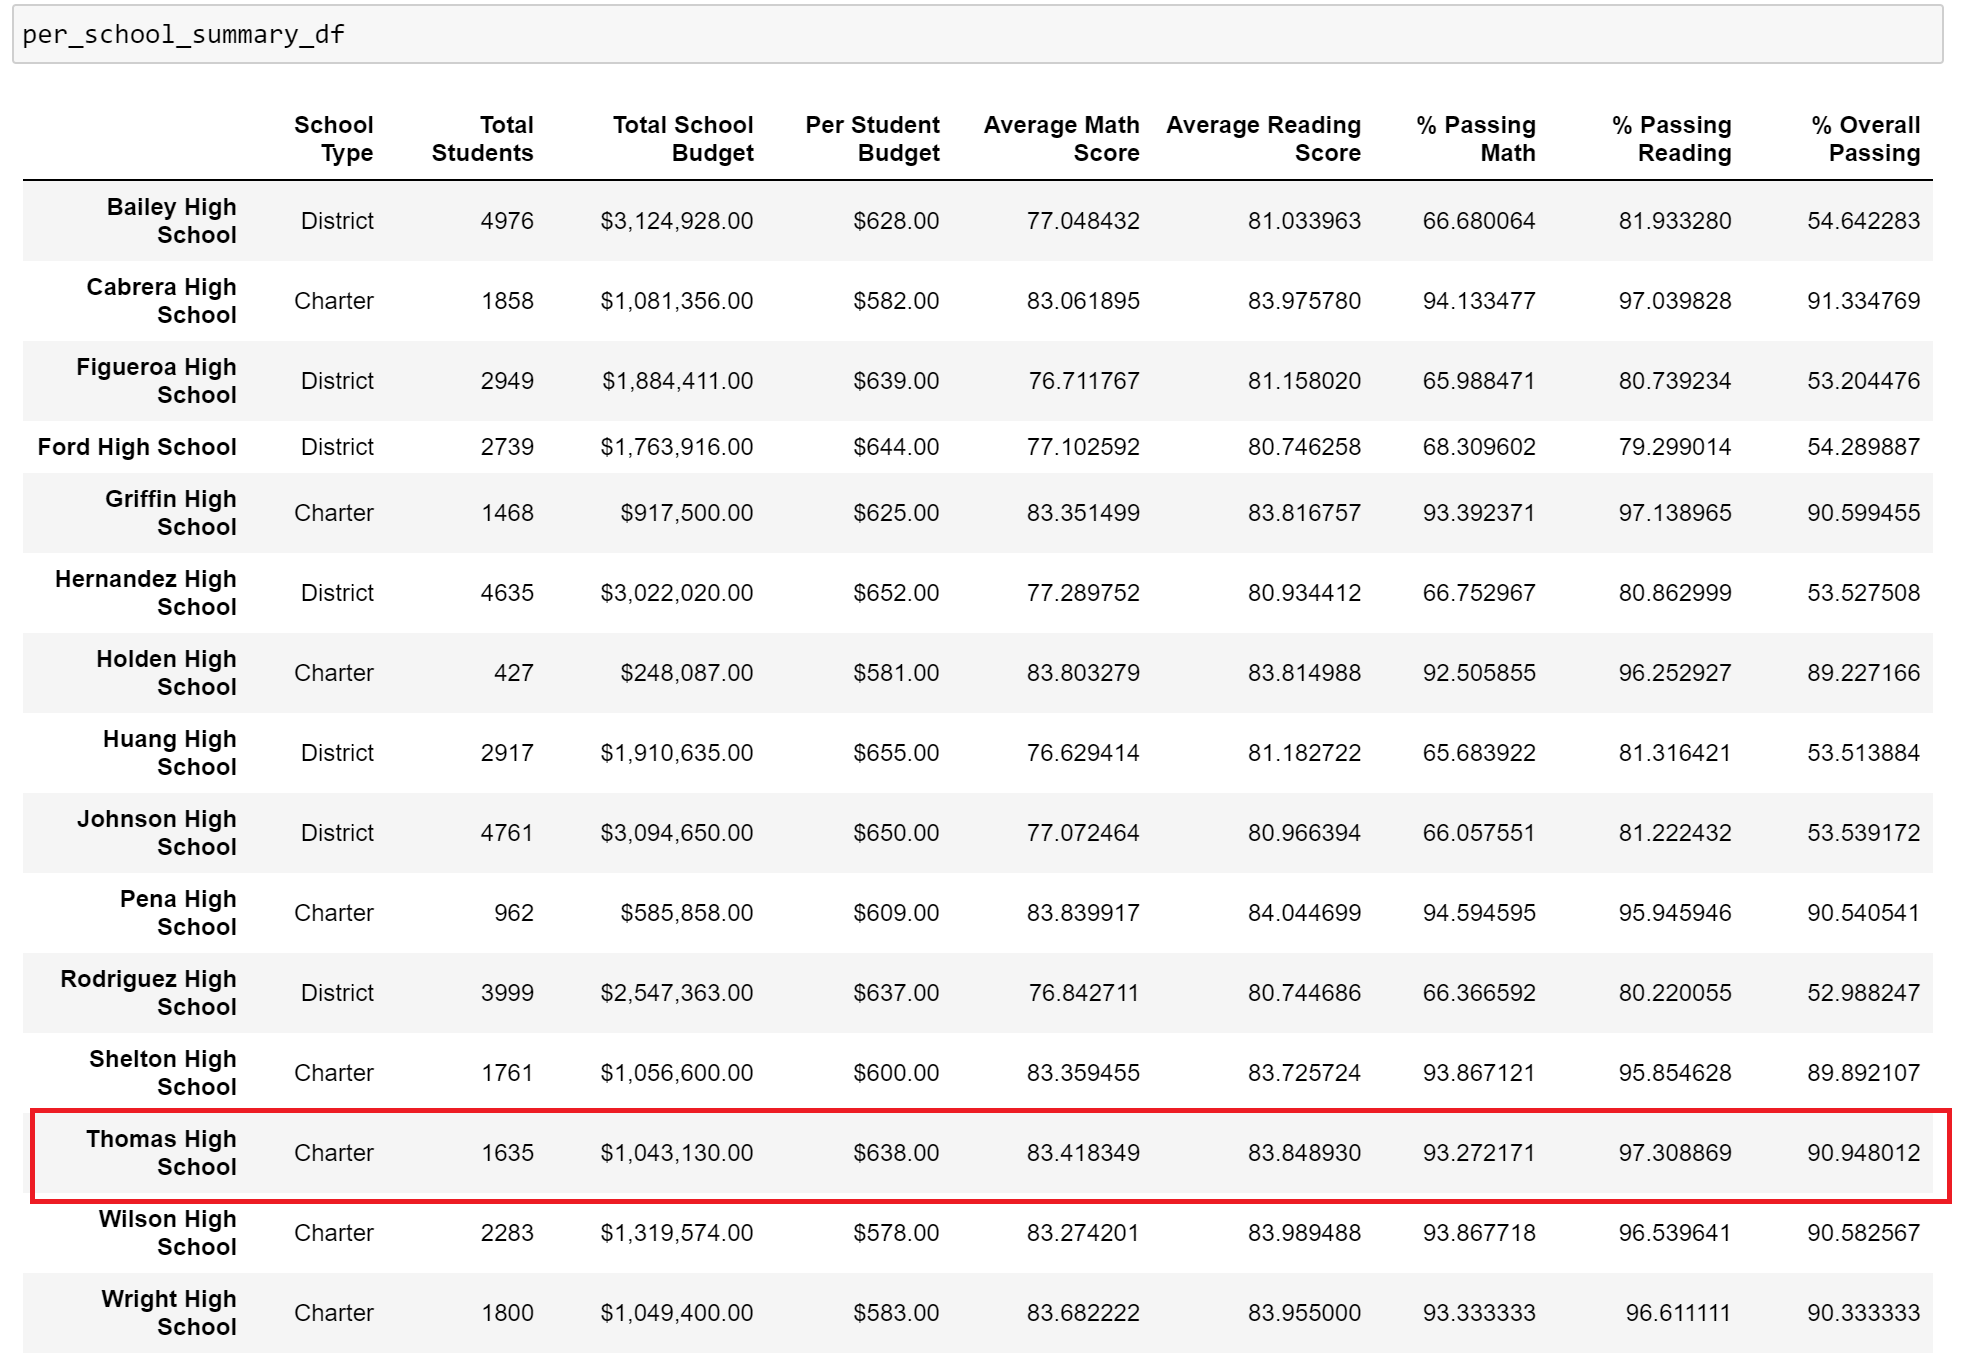 per_school_summary_df
School Type Total Students Total School Budget Per Student Budget Average Math Score Average Reading Score % Passing Math % Passing Reading % Overall Passing
Bailey High School District 4976 $3,124,928.00 $628.00 77.048432 81.033963 66.680064 81.933280 54.642283
Cabrera High School Charter 1858 $1,081,356.00 $582.00 83.061895 83.975780 94.133477 97.039828 91.334769
Figueroa High School District 2949 $1,884,411.00 $639.00 76.711767 81.158020 65.988471 80.739234 53.204476
Ford High School District 2739 $1,763,916.00 $644.00 77.102592 80.746258 68.309602 79.299014 54.289887
Griffin High School Charter 1468 $917,500.00 $625.00 83.351499 83.816757 93.392371 97.138965 90.599455
Hernandez High School District 4635 $3,022,020.00 $652.00 77.289752 80.934412 66.752967 80.862999 53.527508
Holden High School Charter 427 $248,087.00 $581.00 83.803279 83.814988 92.505855 96.252927 89.227166
Huang High School District 2917 $1,910,635.00 $655.00 76.629414 81.182722 65.683922 81.316421 53.513884
Johnson High School District 4761 $3,094,650.00 $650.00 77.072464 80.966394 66.057551 81.222432 53.539172
Pena High School Charter 962 $585,858.00 $609.00 83.839917 84.044699 94.594595 95.945946 90.540541
Rodriguez High School District 3999 $2,547,363.00 $637.00 76.842711 80.744686 66.366592 80.220055 52.988247
Shelton High School Charter 1761 $1,056,600.00 $600.00 83.359455 83.725724 93.867121 95.854628 89.892107
Thomas High School Charter 1635 $1,043,130.00 $638.00 83.418349 83.848930 93.272171 97.308869 90.948012
Wilson High School Charter 2283 $1,319,574.00 $578.00 83.274201 83.989488 93.867718 96.539641 90.582567
Wright High School Charter 1800 $1,049,400.00 $583.00 83.682222 83.955000 93.333333 96.611111 90.333333